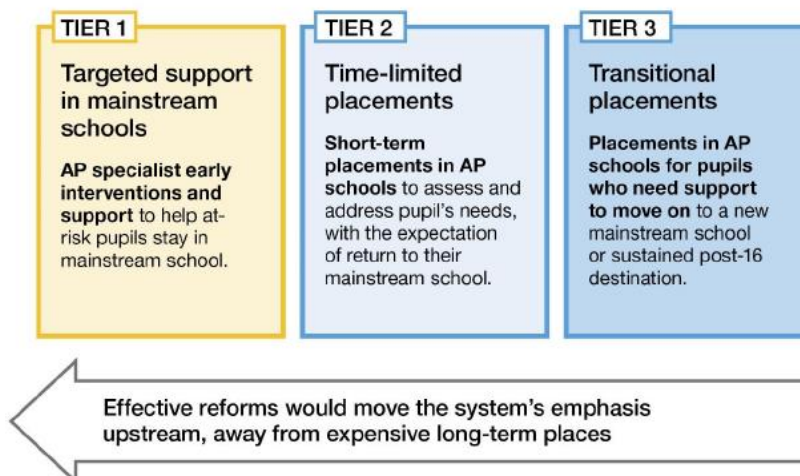 TIER 1
Targeted support
in mainstream
schools
AP specialist early
interventions and
support to help at-
risk pupils stay in
mainstream school.
TIER 2
Time-limited
placements
Short-term
placements in AP
schools to assess and
address pupil's needs,
with the expectation
of return to their
mainstream school.
TIER 3
Transitional
placements
Placements in AP
schools for pupils
who need support
to move on to a new
mainstream school
or sustained post-16
destination.
Effective reforms would move the system's emphasis
upstream, away from expensive long-term places